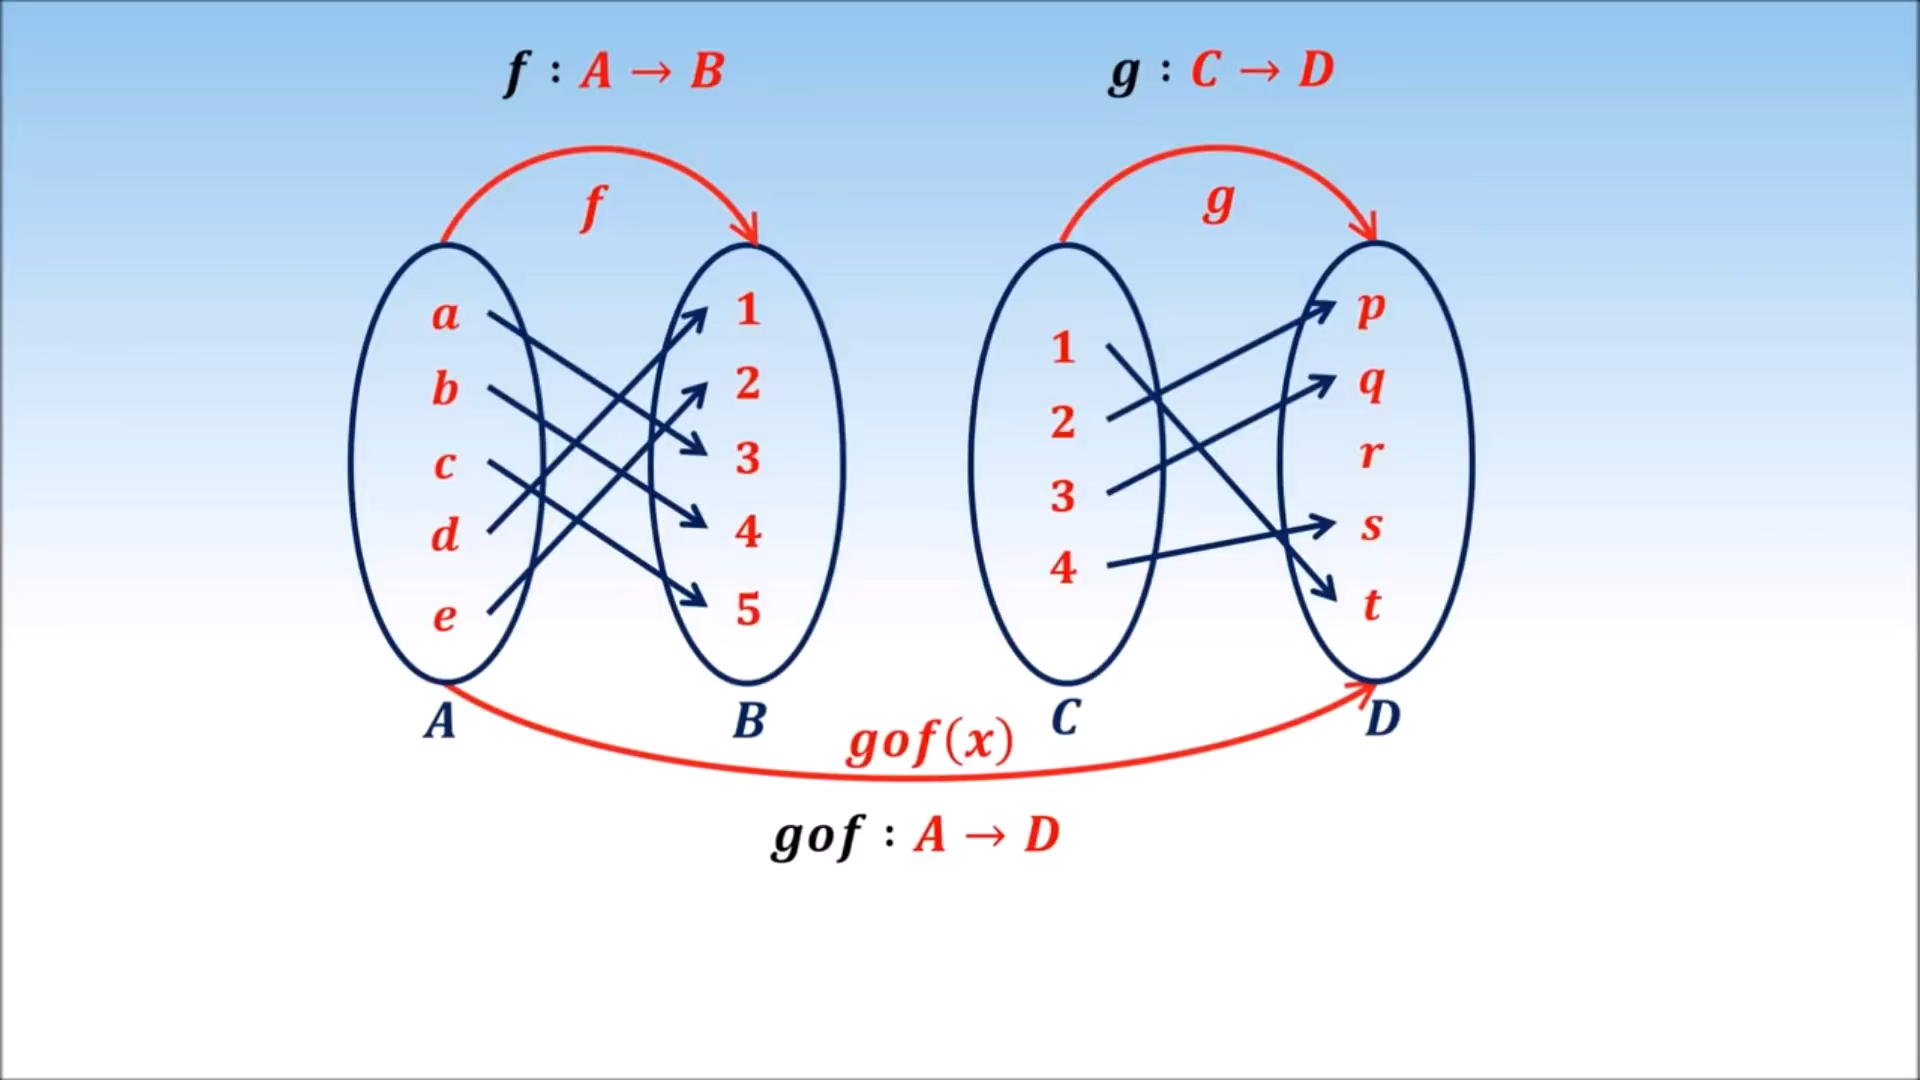 f : A → B
g : C → D
f
g
a
b
c
d
e
1
2
3
4
5
1
2
3
4
p
q
r
s
t
A
B
C
D
gof(x)
gof : A → D